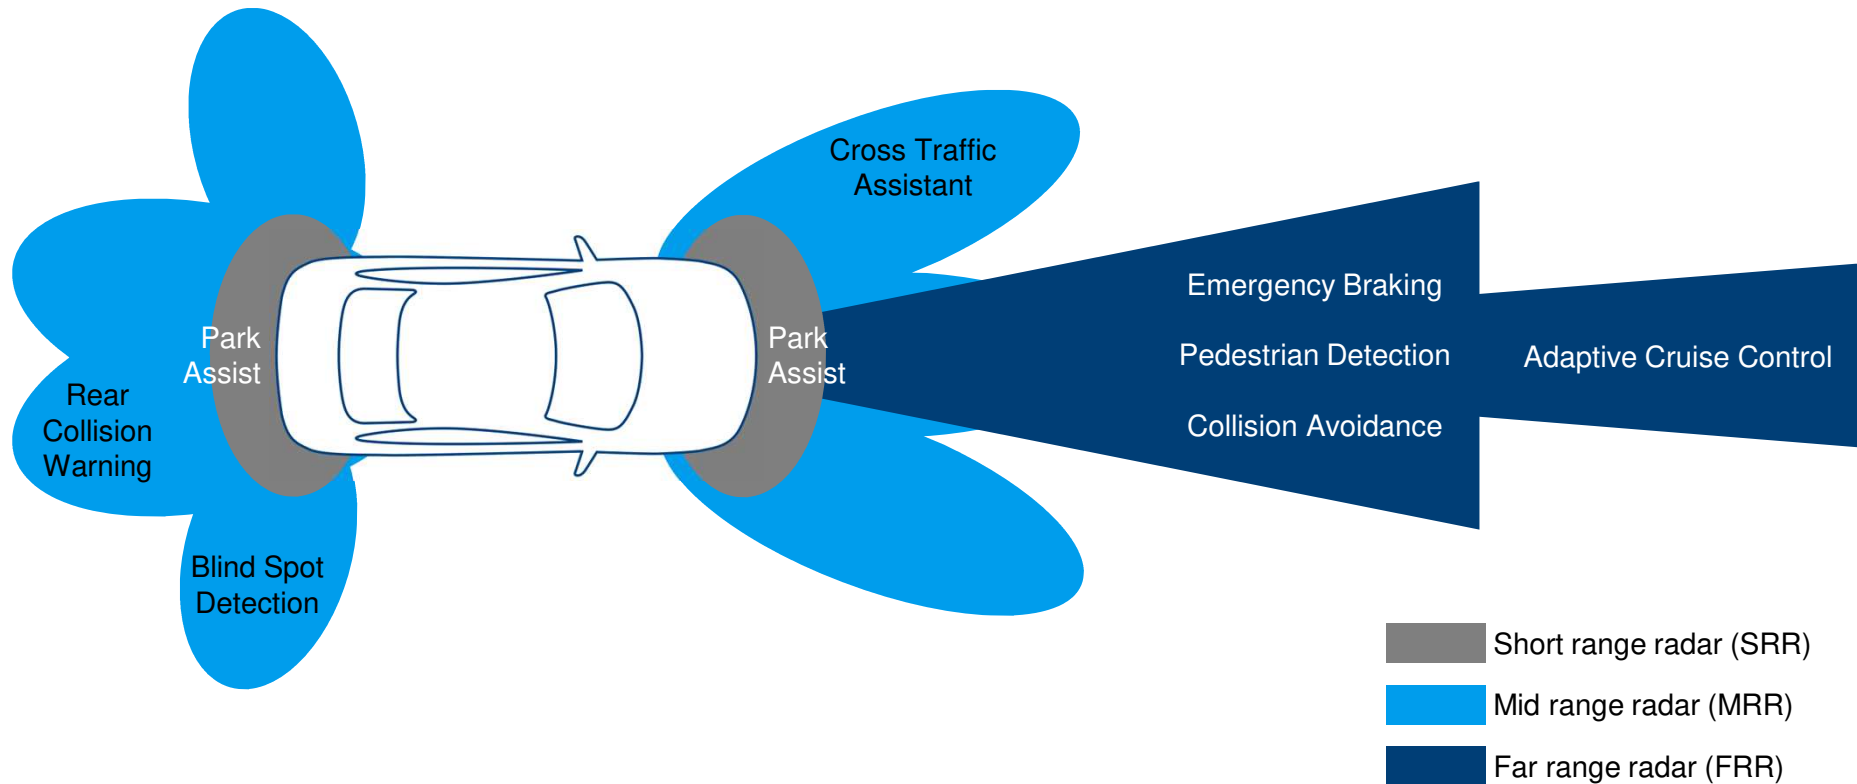 Cross Traffic
Assistant
Emergency Braking
Pedestrian Detection
Collision Avoidance
Adaptive Cruise Control
Park
Assist
Park
Assist
Rear
Collision
Warning
Blind Spot
Detection
Short range radar (SRR)
Mid range radar (MRR)
Far range radar (FRR)